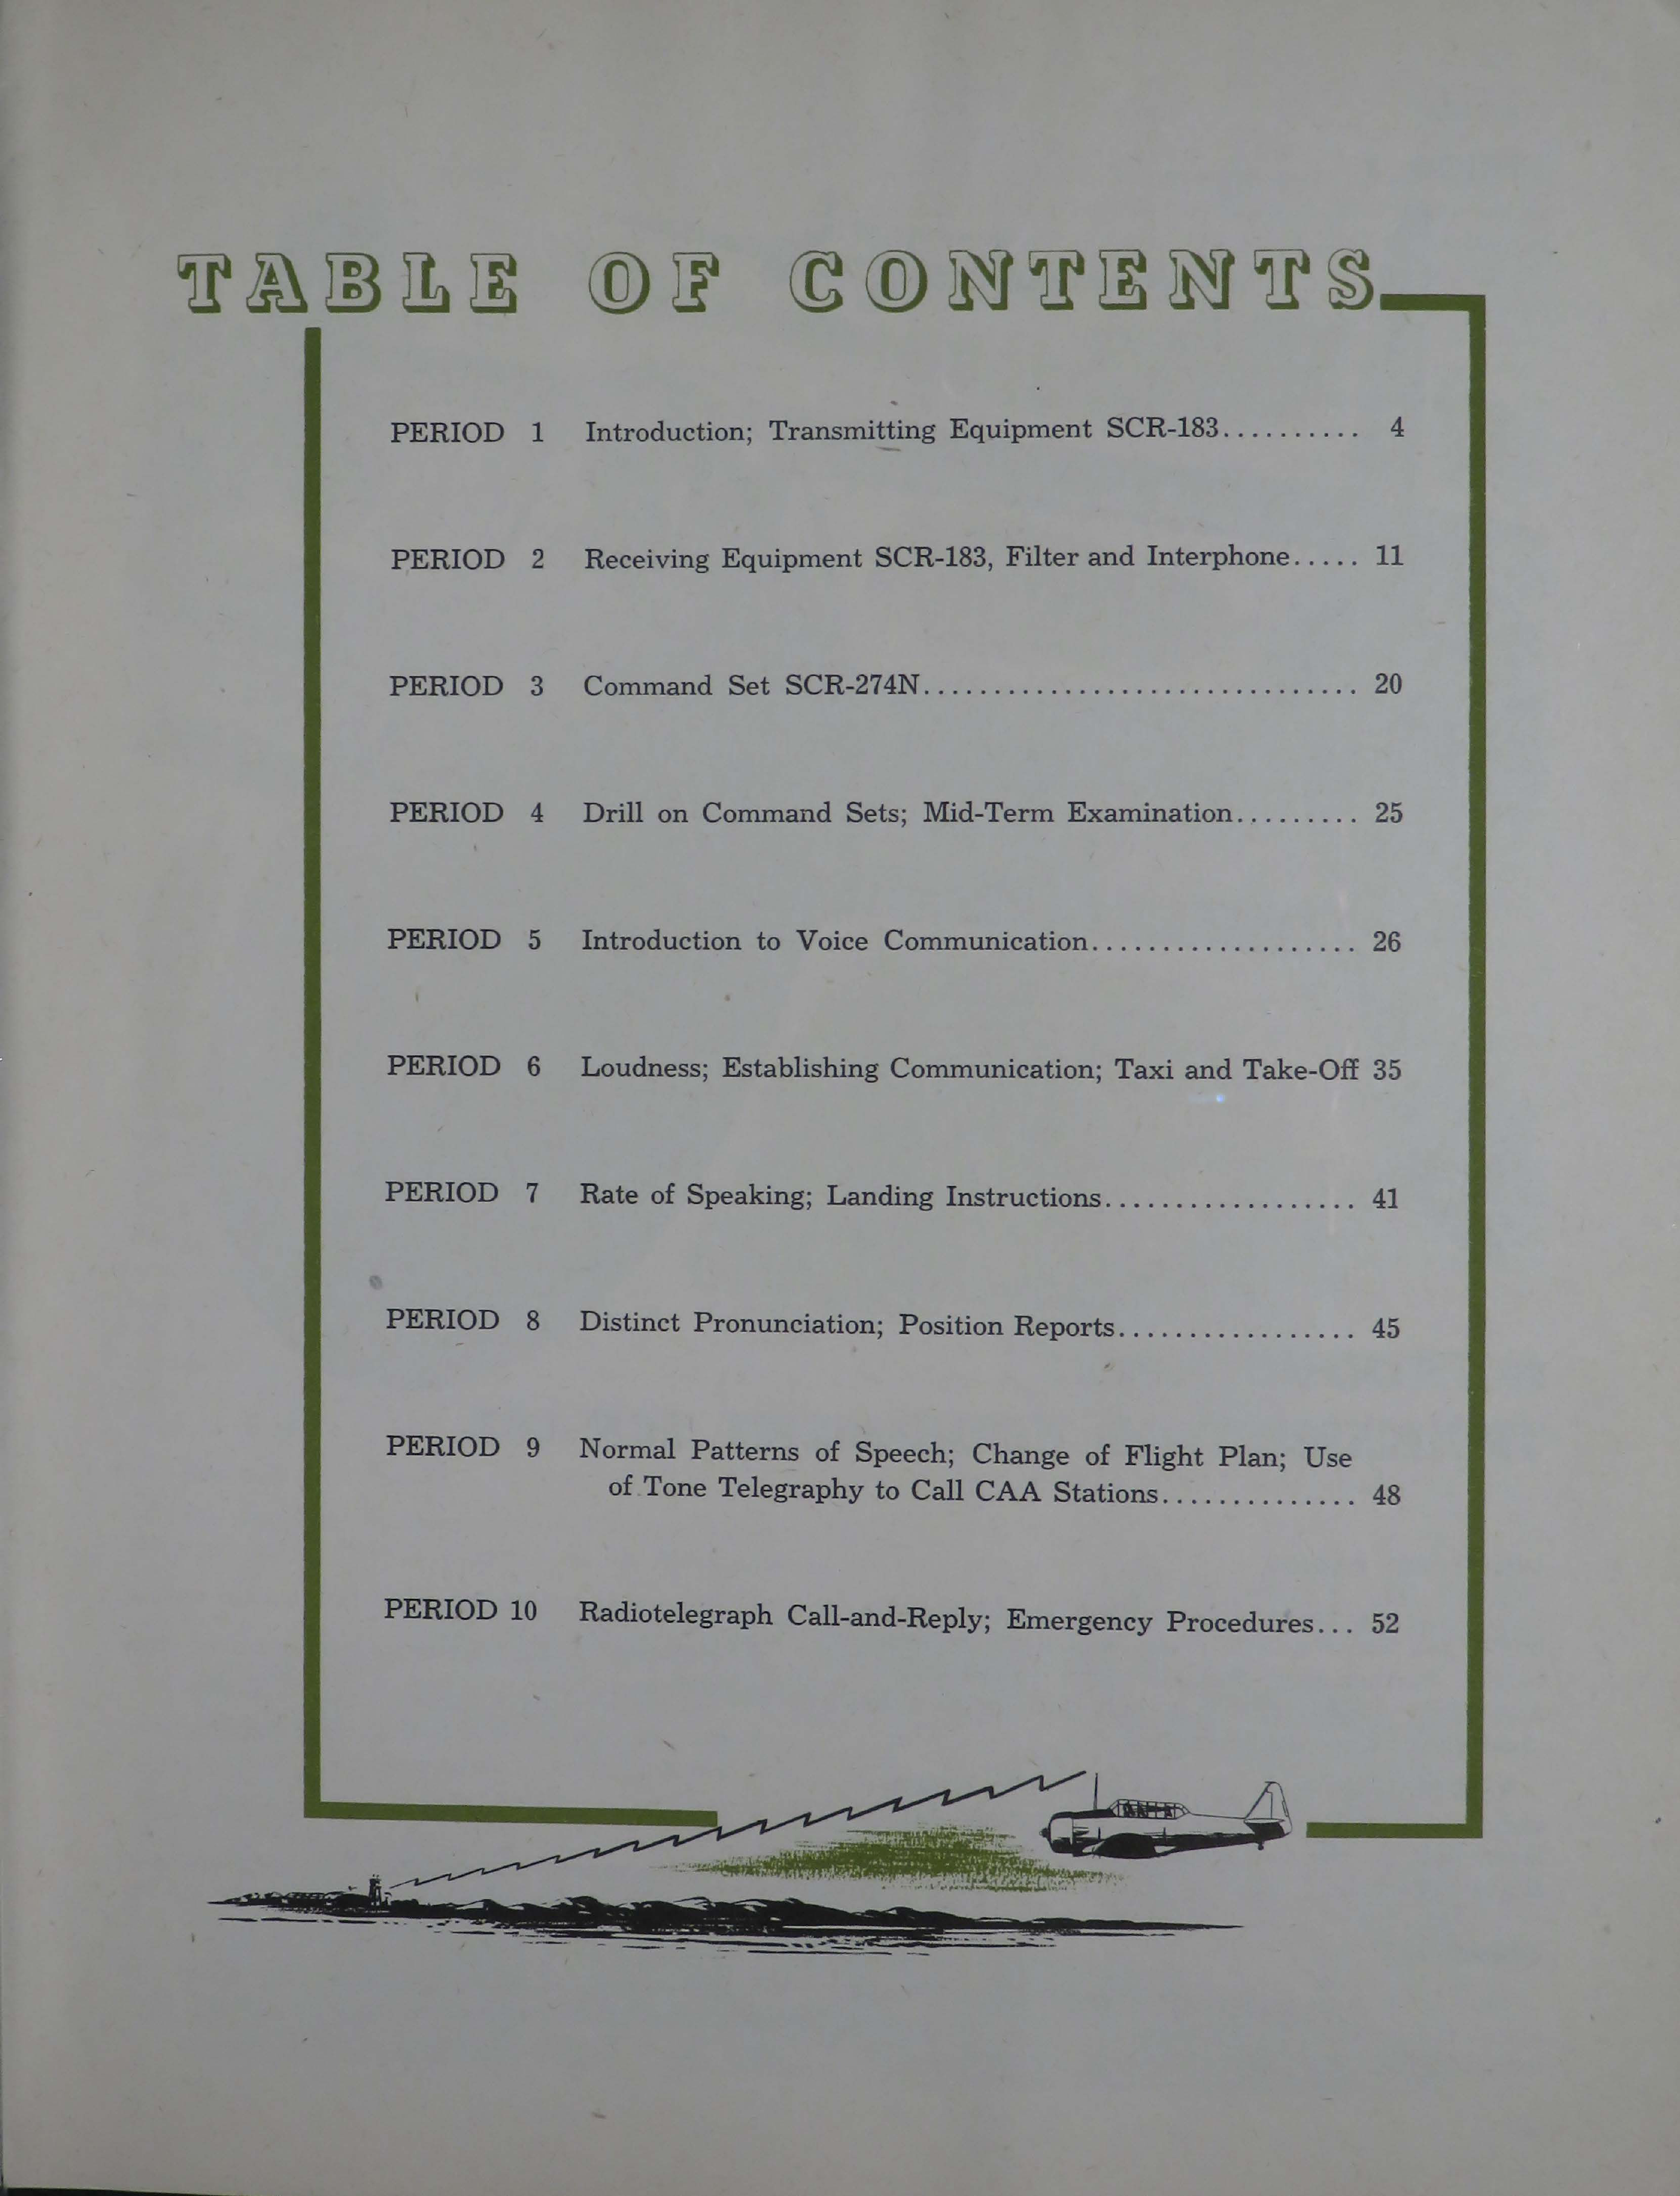 TABLE OF CONTENTS
PERIOD 1 Introduction; Transmitting Equipment SCR-183.......... 4
PERIOD 2 Receiving Equipment SCR-183, Filter and Interphone..... 11
PERIOD 3 Command Set SCR-274N............................... 20
PERIOD 4 Drill on Command Sets; Mid-Term Examination......... 25
PERIOD 5 Introduction to Voice Communication................... 26
PERIOD 6 Loudness; Establishing Communication; Taxi and Take-Off 35
PERIOD 7 Rate of Speaking; Landing Instructions.................. 41
PERIOD 8 Distinct Pronunciation; Position Reports................. 45
PERIOD 9 Normal Patterns of Speech; Change of Flight Plan; Use
of Tone Telegraphy to Call CAA Stations.............. 48
PERIOD 10 Radiotelegraph Call-and-Reply; Emergency Procedures... 52